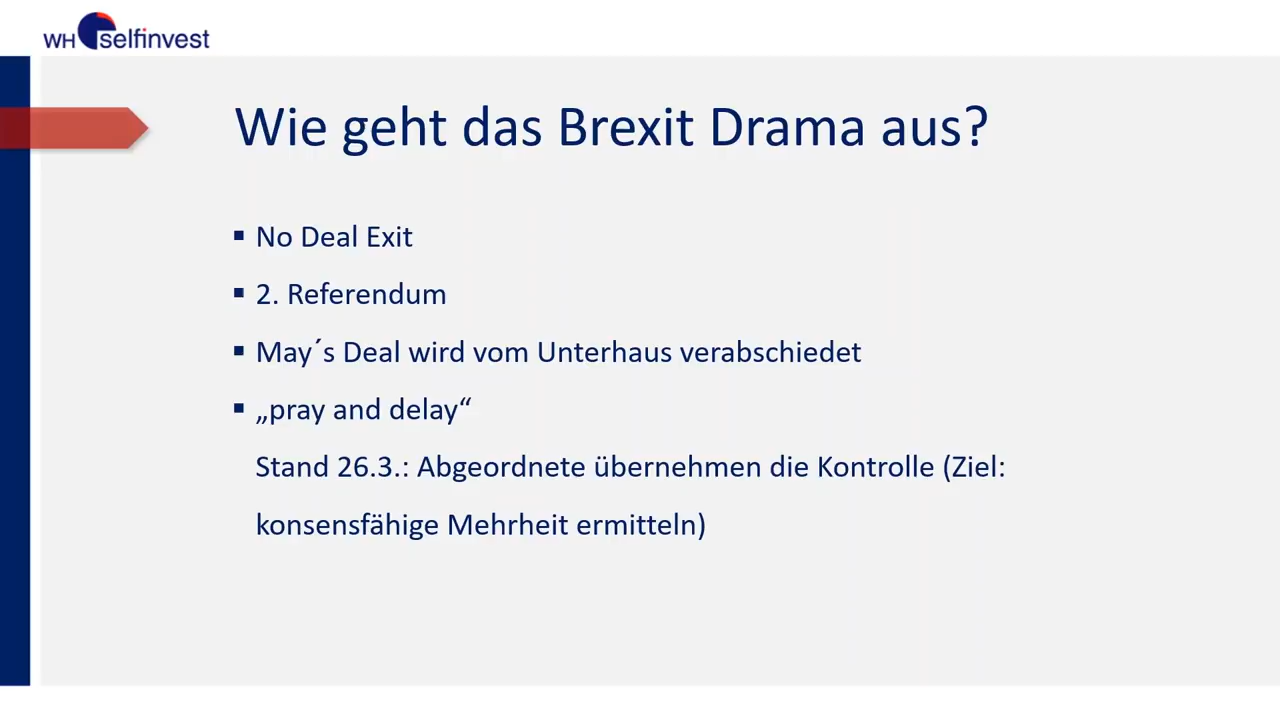 WH selfinvest
Wie geht das Brexit Drama aus?
▪ No Deal Exit
▪ 2. Referendum
▪ May´s Deal wird vom Unterhaus verabschiedet
▪ „pray and delay“
Stand 26.3.: Abgeordnete übernehmen die Kontrolle (Ziel:
konsensfähige Mehrheit ermitteln)